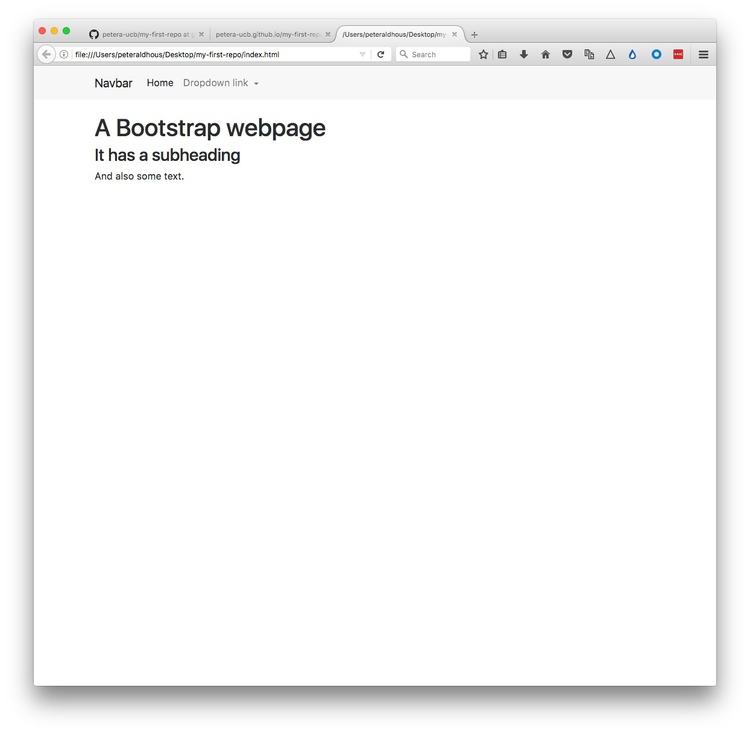 petera-ucb/my-first-repo at g
petera-ucb.github.io/my-first-rep
/Users/peteraldhous/Desktop/my-
file:///Users/peteraldhous/Desktop/my-first-repo/index.html
Search
Navbar Home Dropdown link
A Bootstrap webpage
It has a subheading
And also some text.